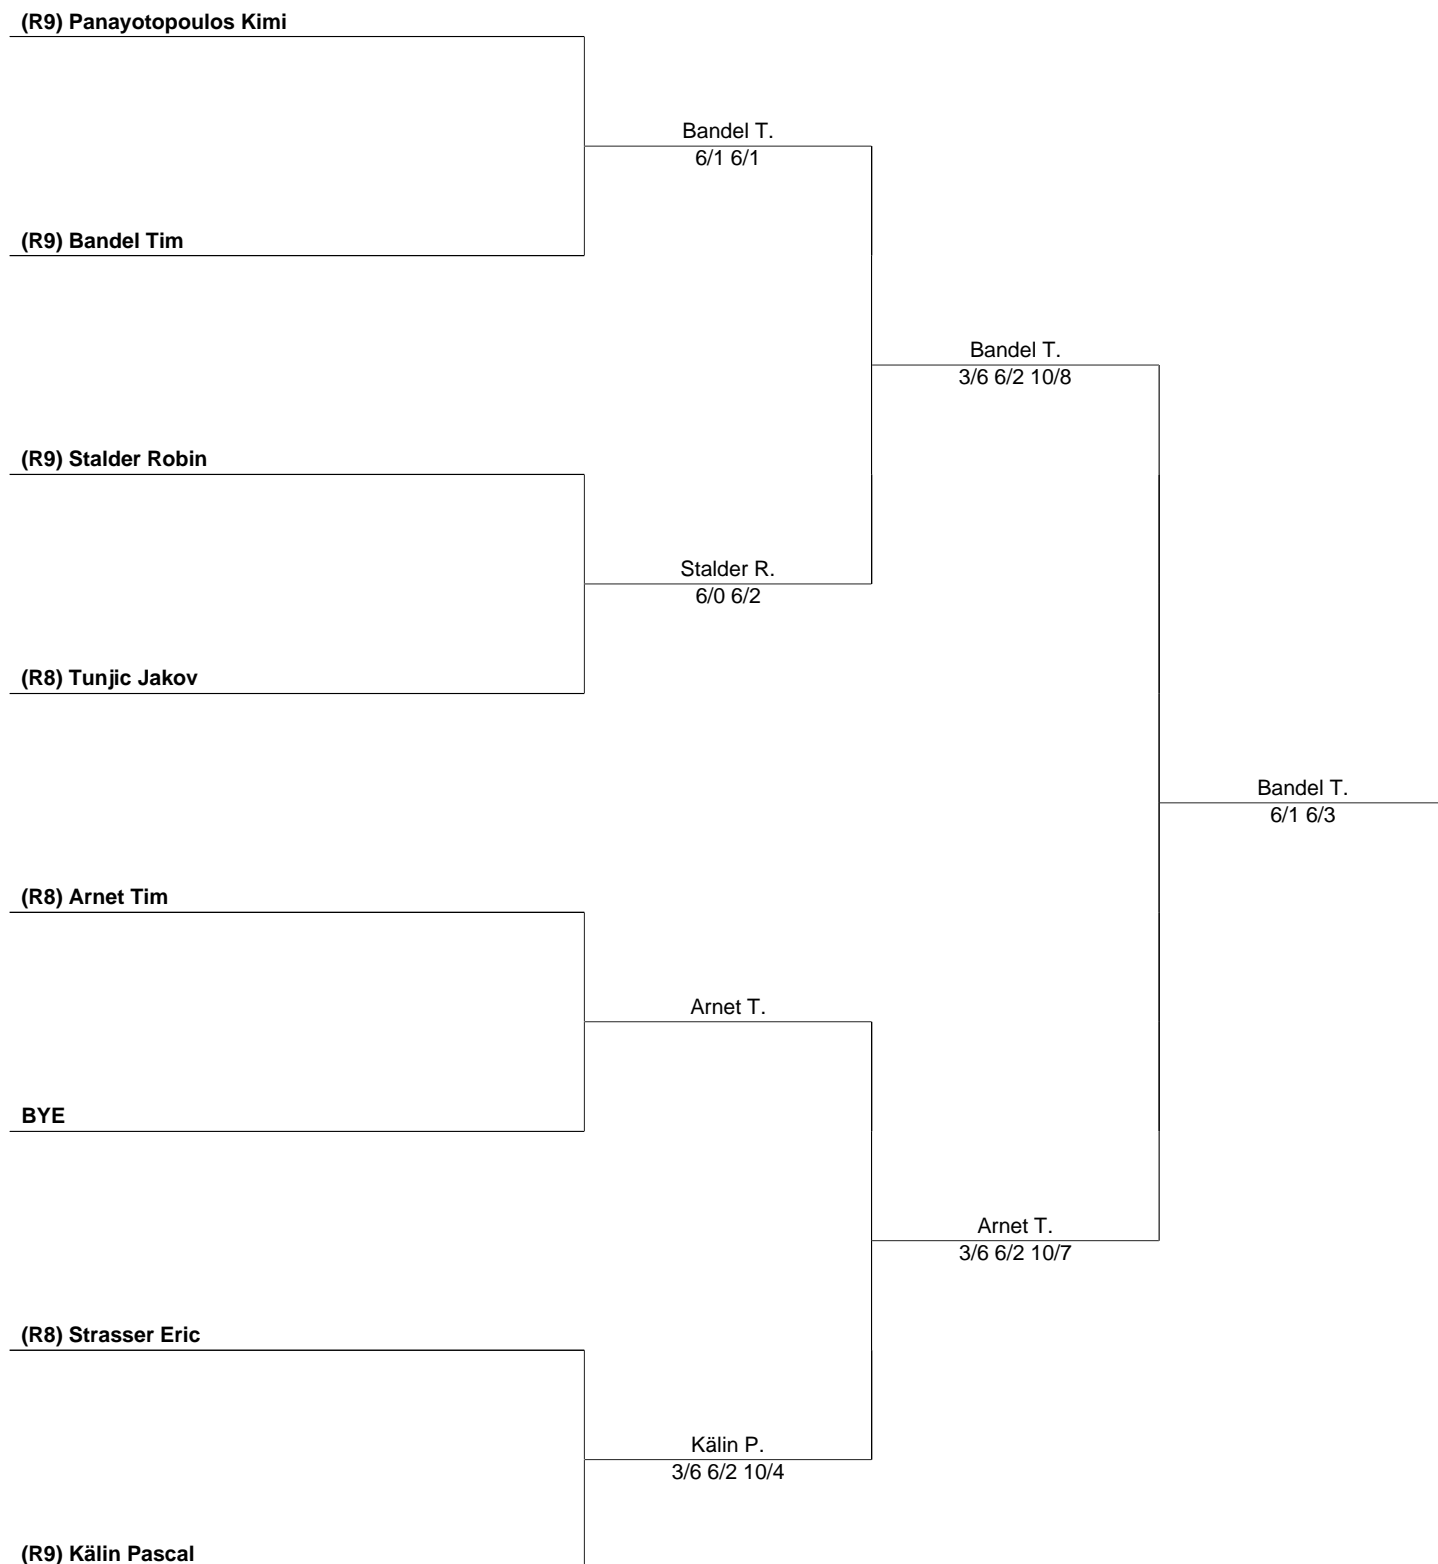 (R9) Panayotopoulos Kimi
Bandel T.
6/1 6/1
(R9) Bandel Tim
Bandel T.
3/6 6/2 10/8
(R9) Stalder Robin
Stalder R.
6/0 6/2
(R8) Tunjic Jakov
Bandel T.
6/1 6/3
(R8) Arnet Tim
Arnet T.
BYE
Arnet T.
3/6 6/2 10/7
(R8) Strasser Eric
Kälin P.
3/6 6/2 10/4
(R9) Kälin Pascal